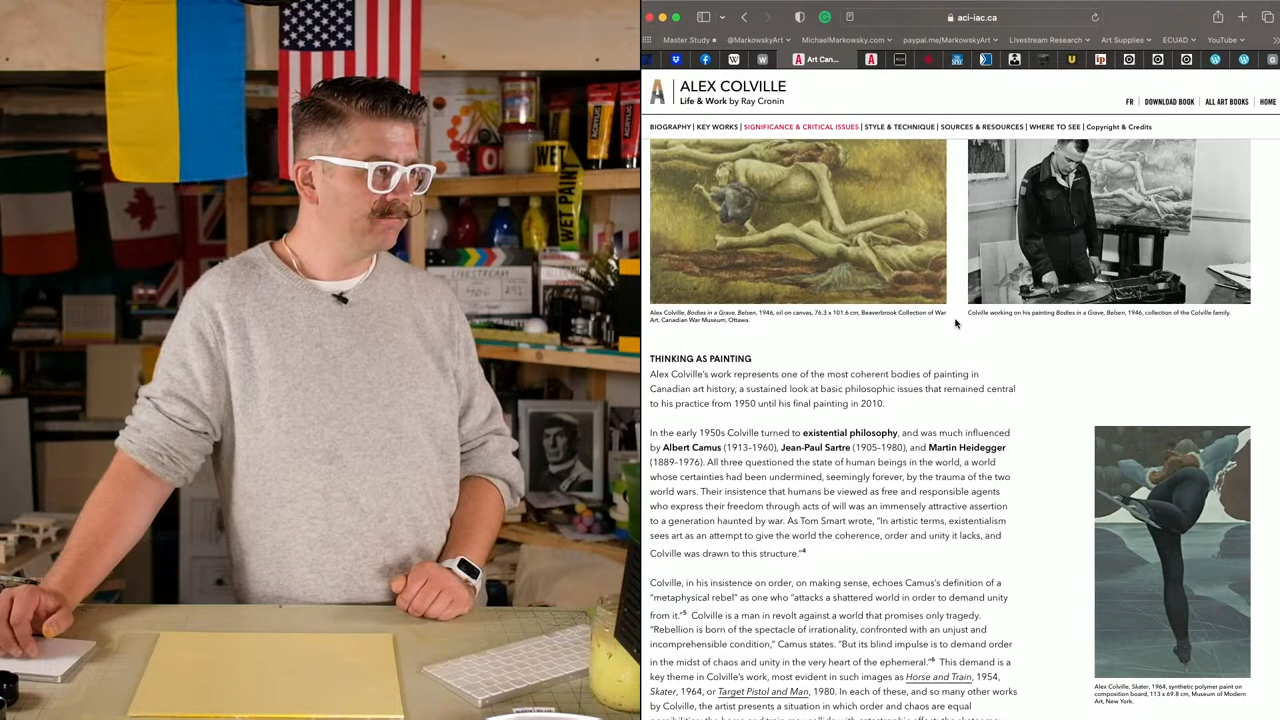 WET
WET PAINT
ACRYLIC
ACRYLIC
LIVESTREAM
aci-iac.ca
Master Study
@MarkowskyArt
MichaelMarkowsky.com
paypal.me/MarkowskyArt
Livestream Research
Art Supplies
ECUAD
YouTube
Art Can...
ALEX COLVILLE
Life & Work by Ray Cronin
FR | DOWNLOAD BOOK | ALL ART BOOKS | HOME
BIOGRAPHY | KEY WORKS | SIGNIFICANCE & CRITICAL ISSUES | STYLE & TECHNIQUE | SOURCES & RESOURCES | WHERE TO SEE | Copyright & Credits
Alex Colville, Bodies in a Grave, Belsen, 1946, oil on canvas, 76.3 x 101.6 cm, Beaverbrook Collection of War
Art, Canadian War Museum, Ottawa.
Colville working on his painting Bodies in a Grave, Belsen, 1946, collection of the Colville family.
THINKING AS PAINTING
Alex Colville's work represents one of the most coherent bodies of painting in
Canadian art history, a sustained look at basic philosophic issues that remained central
to his practice from 1950 until his final painting in 2010.
In the early 1950s Colville turned to existential philosophy, and was much influenced
by Albert Camus (1913–1960), Jean-Paul Sartre (1905–1980), and Martin Heidegger
(1889–1976). All three questioned the state of human beings in the world, a world
whose certainties had been undermined, seemingly forever, by the trauma of the two
world wars. Their insistence that humans be viewed as free and responsible agents
who express their freedom through acts of will was an immensely attractive assertion
to a generation haunted by war. As Tom Smart wrote, "In artistic terms, existentialism
sees art as an attempt to give the world the coherence, order and unity it lacks, and
Colville was drawn to this structure."4
Colville, in his insistence on order, on making sense, echoes Camus's definition of a
"metaphysical rebel" as one who "attacks a shattered world in order to demand unity
from it."5 Colville is a man in revolt against a world that promises only tragedy.
"Rebellion is born of the spectacle of irrationality, confronted with an unjust and
incomprehensible condition," Camus states. "But its blind impulse is to demand order
in the midst of chaos and unity in the very heart of the ephemeral."6 This demand is a
key theme in Colville's work, most evident in such images as Horse and Train, 1954,
Skater, 1964, or Target Pistol and Man, 1980. In each of these, and so many other works
by Colville, the artist presents a situation in which order and chaos are equal
Alex Colville, Skater, 1964, synthetic polymer paint on
composition board, 113 x 69.8 cm, Museum of Modern
Art, New York.